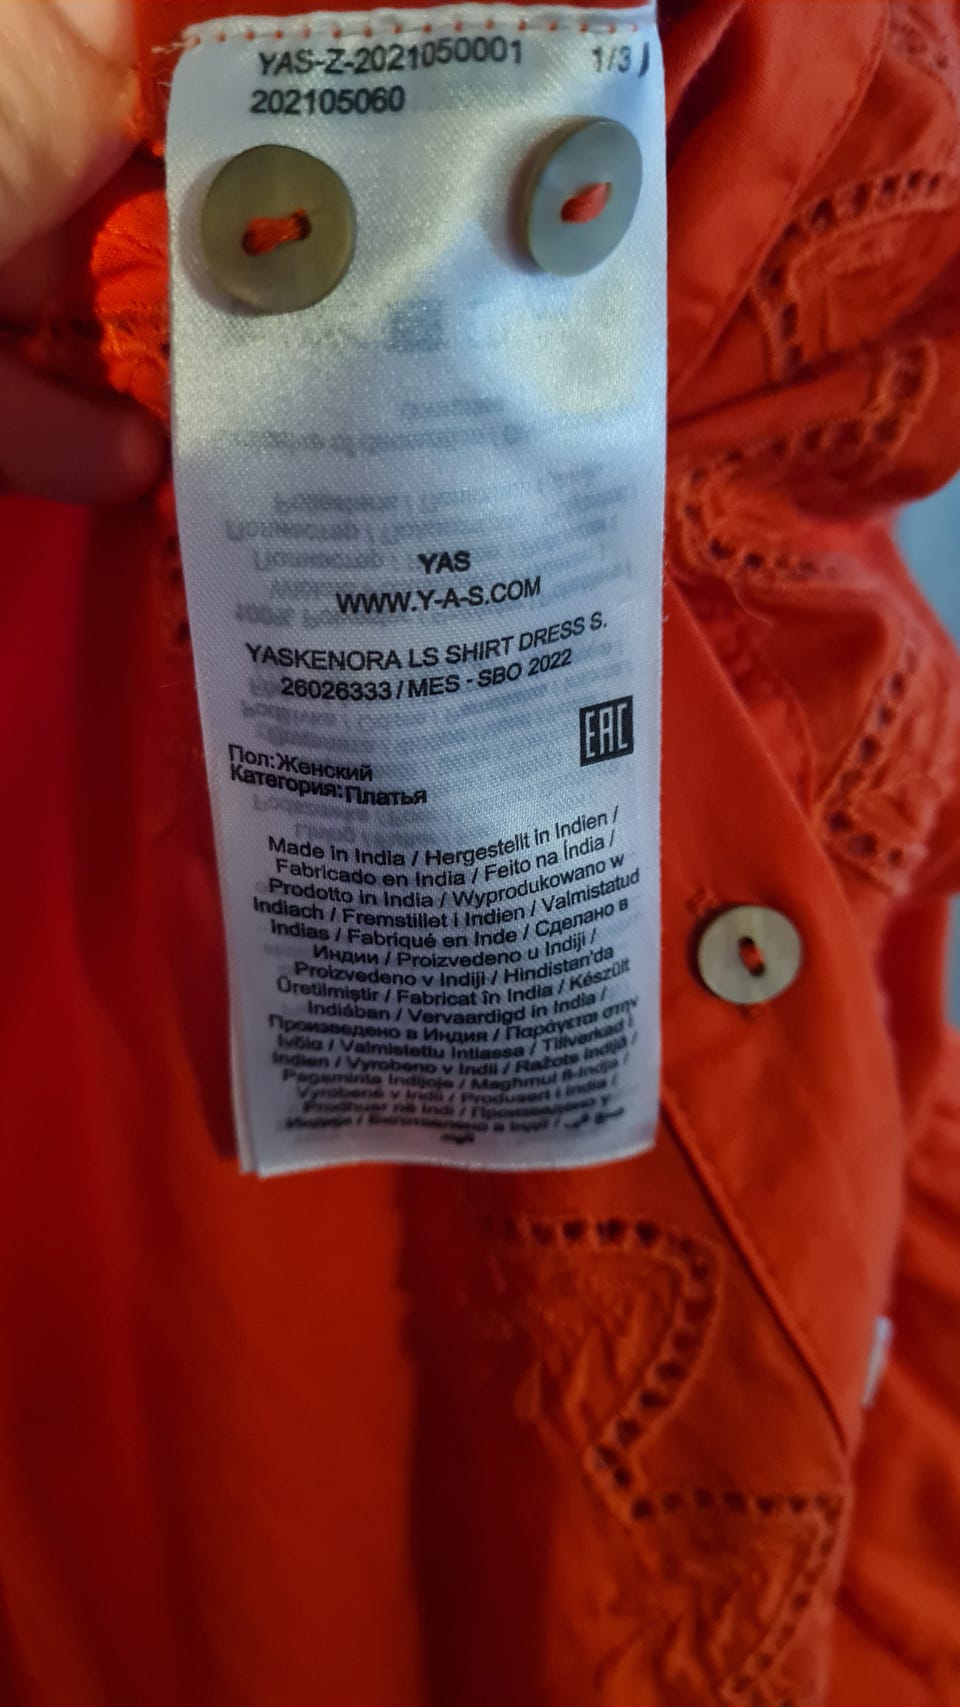 YAS-Z-2021050001 1/3
202105060
YAS
WWW.Y-A-S.COM
YASKENORA LS SHIRT DRESS S.
26026333 / MES - SBO 2022
EAC
Пол:Женский
Категория:Платья
Made in India / Hergestellt in Indien /
Fabricado en India / Feito na Índia /
Prodotto in India / Wyprodukowano w
Indiach / Fremstillet i Indien / Valmistatud
Indias / Fabriqué en Inde / Сделано в
Индии / Proizvedeno u Indiji /
Proizvedeno v Indiji / Hindistan'da
Üretilmiştir / Fabricat în India / Készült
Indiában / Vervaardigd in India /
Произведено в Индия / Παράγεται στην
Ινδία / Valmistettu Intiassa / Tillverkad i
Indien / Vyrobeno v Indii / Ražots Indijā /
Pagaminta Indijoje / Maghmul fl-Indja /
Vyrobené v Indii / Produsert i India /
Prodhuar në Indi / Произведено у